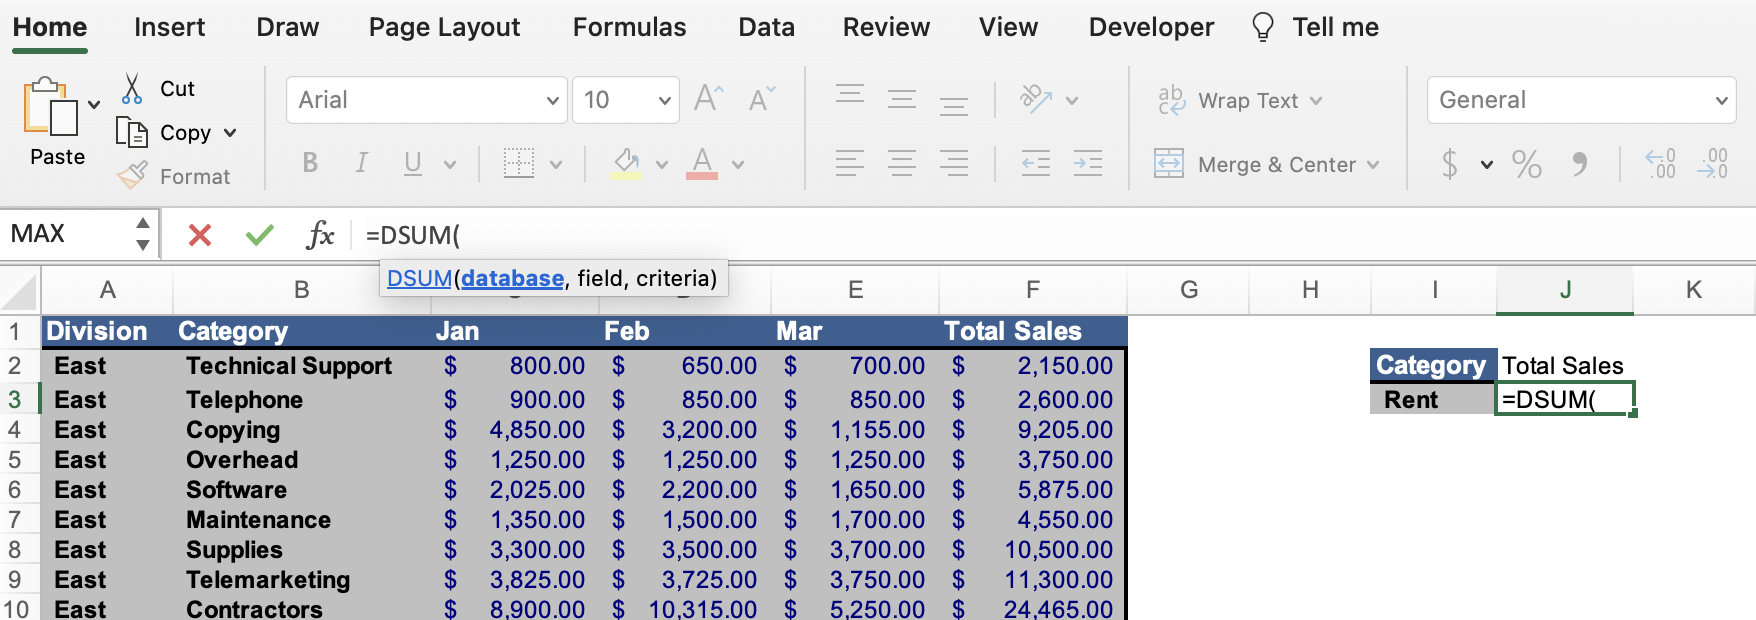 Home Insert Draw Page Layout Formulas Data Review View Developer Tell me
Paste
Cut
Copy
Format
Arial 10 A A
B I U A
ab
ab c Wrap Text
Merge & Center
General
$ % , .0 .00 .00 .0
MAX fx =DSUM(
DSUM(database, field, criteria)
A B E F G H I J K
1 Division Category Jan Feb Mar Total Sales
2 East Technical Support $ 800.00 $ 650.00 $ 700.00 $ 2,150.00 Category Total Sales
3 East Telephone $ 900.00 $ 850.00 $ 850.00 $ 2,600.00 Rent =DSUM(
4 East Copying $ 4,850.00 $ 3,200.00 $ 1,155.00 $ 9,205.00
5 East Overhead $ 1,250.00 $ 1,250.00 $ 1,250.00 $ 3,750.00
6 East Software $ 2,025.00 $ 2,200.00 $ 1,650.00 $ 5,875.00
7 East Maintenance $ 1,350.00 $ 1,500.00 $ 1,700.00 $ 4,550.00
8 East Supplies $ 3,300.00 $ 3,500.00 $ 3,700.00 $ 10,500.00
9 East Telemarketing $ 3,825.00 $ 3,725.00 $ 3,750.00 $ 11,300.00
10 East Contractors $ 8,900.00 $ 10,315.00 $ 5,250.00 $ 24,465.00